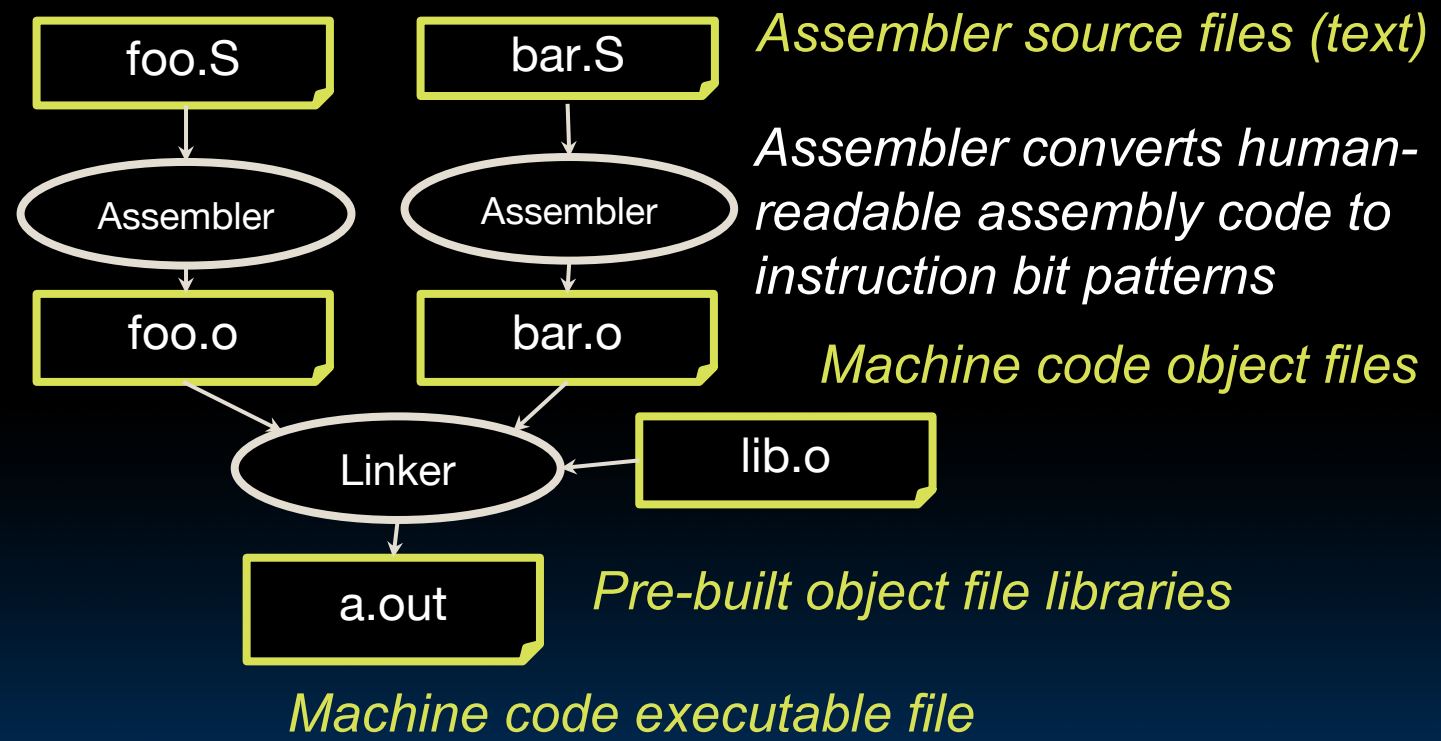 foo.S
bar.S
Assembler source files (text)
Assembler
Assembler
Assembler converts human-
readable assembly code to
instruction bit patterns
foo.o
bar.o
Machine code object files
Linker
lib.o
a.out
Pre-built object file libraries
Machine code executable file